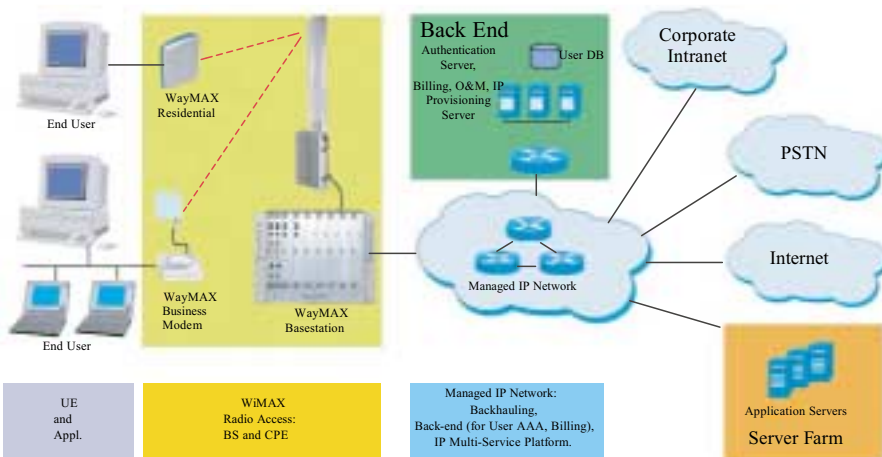 Back End
Authentication
Server,
User DB
Billing, O&M, IP
Provisioning
Server
Corporate
Intranet
End User
WayMAX
Residential
PSTN
Internet
Managed IP Network
WayMAX
Business
Modem
WayMAX
Basestation
End User
Application Servers
Server Farm
UE
and
Appl.
WiMAX
Radio Access:
BS and CPE
Managed IP Network:
Backhauling,
Back-end (for User AAA, Billing),
IP Multi-Service Platform.